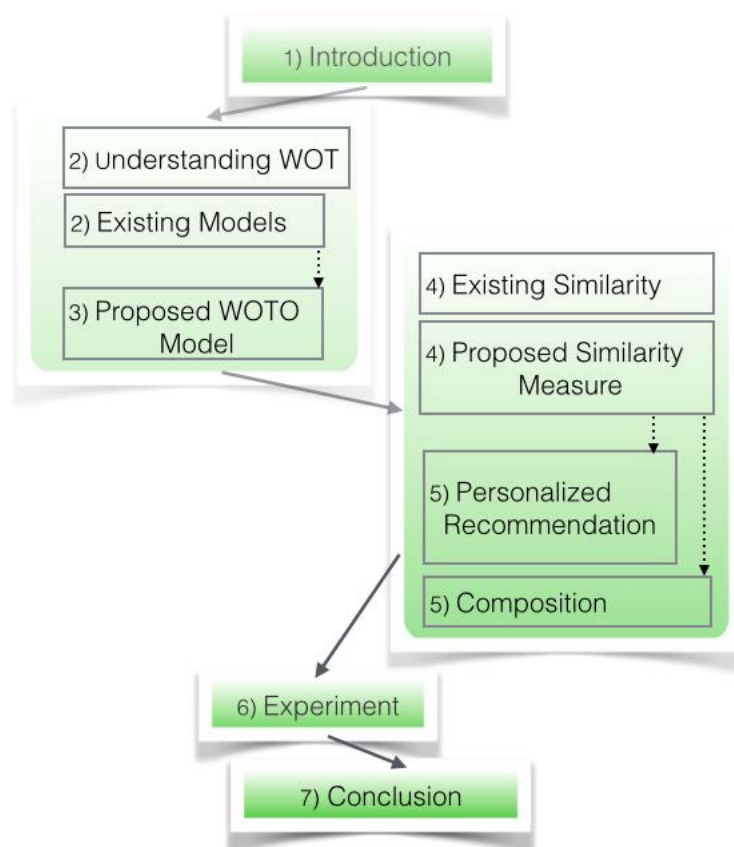 1) Introduction
2) Understanding WOT
2) Existing Models
3) Proposed WOTO
Model
4) Existing Similarity
4) Proposed Similarity
Measure
5) Personalized
Recommendation
5) Composition
6) Experiment
7) Conclusion